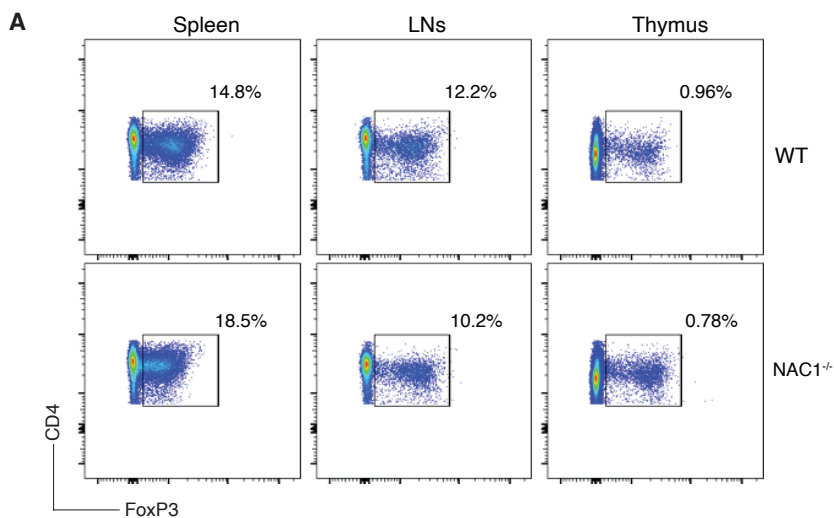 A
Spleen LNs Thymus
14.8% 12.2% 0.96%
WT
18.5% 10.2% 0.78%
NAC1-/-
CD4
FoxP3